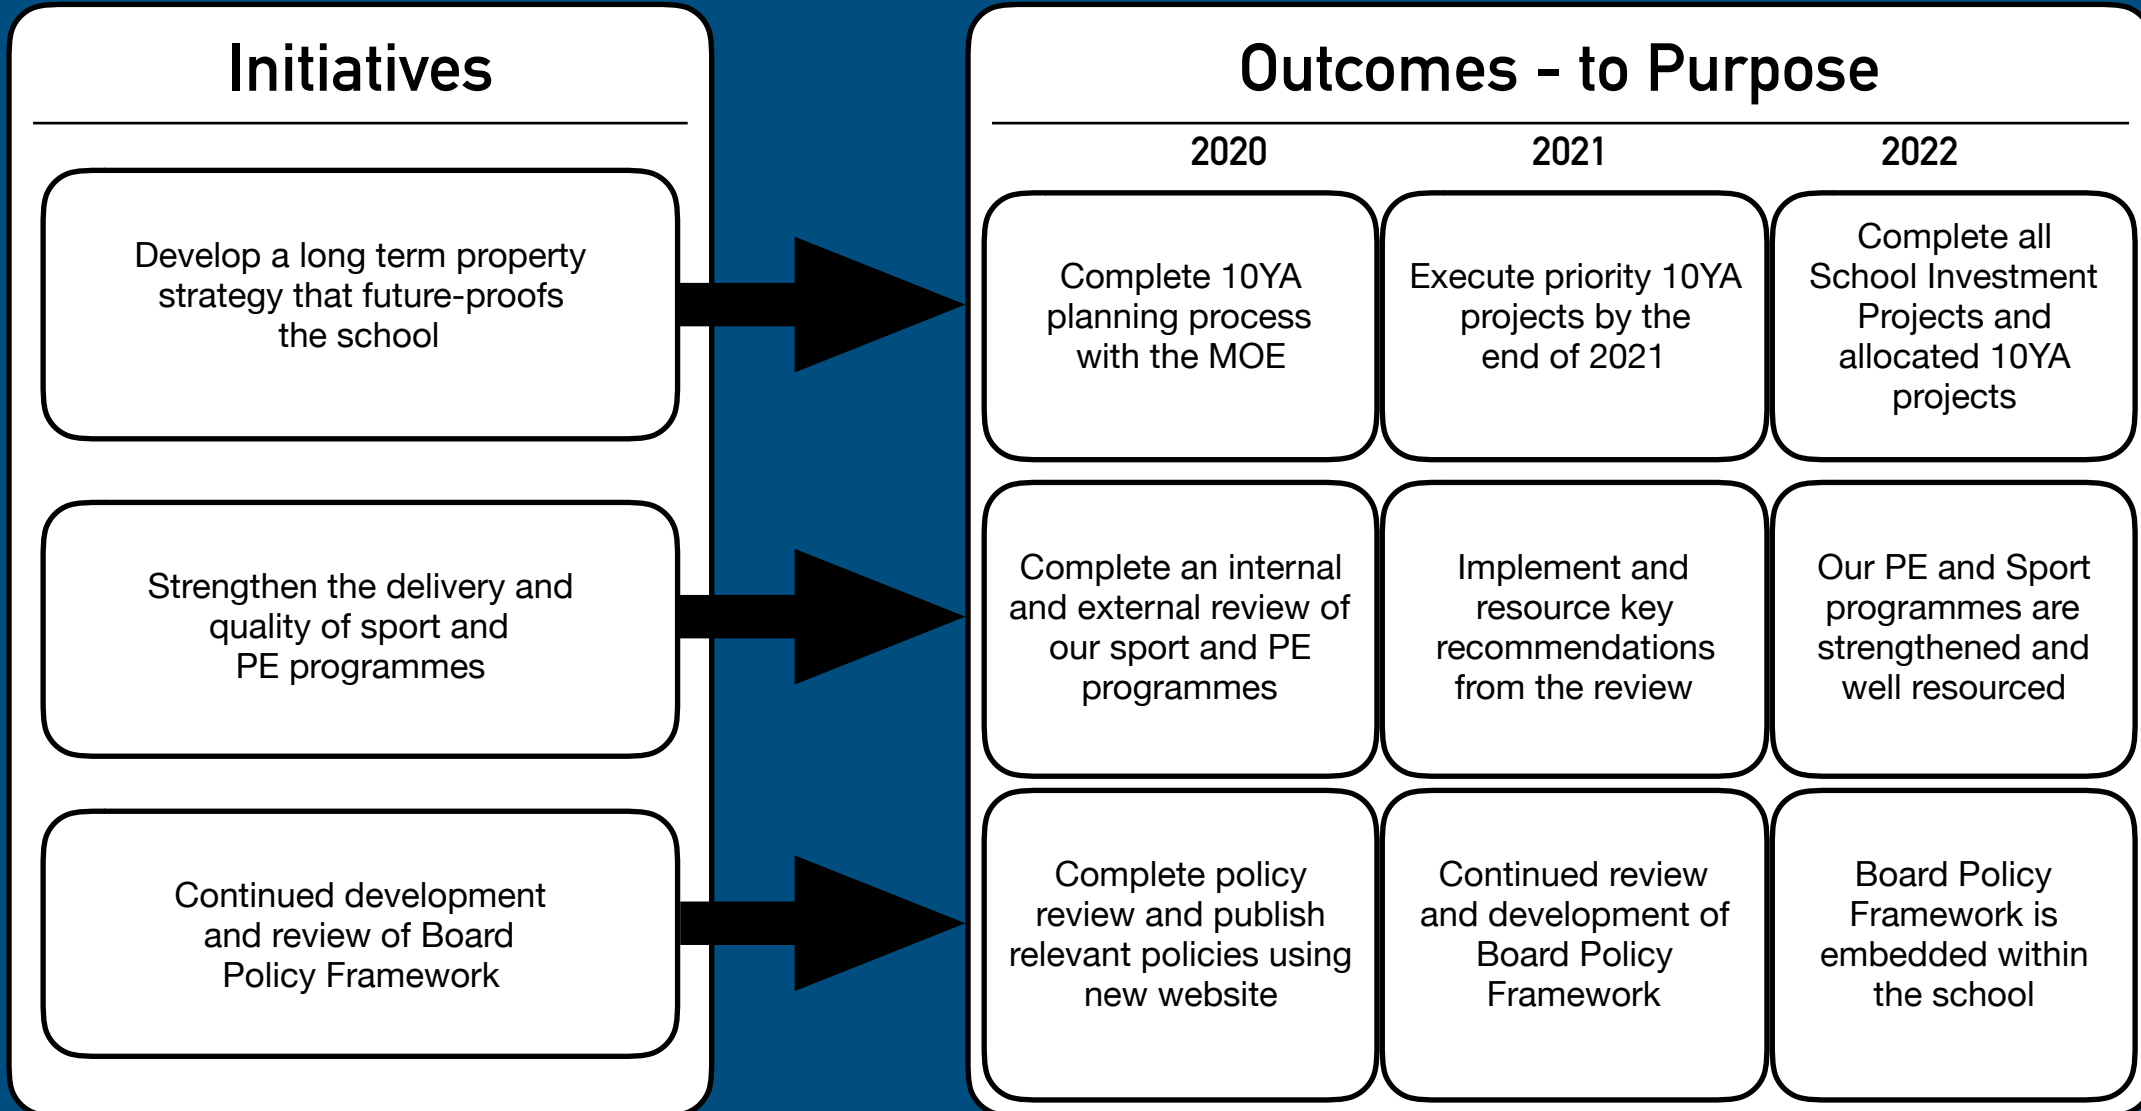 Initiatives
Develop a long term property
strategy that future-proofs
the school
Strengthen the delivery and
quality of sport and
PE programmes
Continued development
and review of Board
Policy Framework
Outcomes - to Purpose
2020
2021
2022
Complete 10YA
planning process
with the MOE
Execute priority 10YA
projects by the
end of 2021
Complete all
School Investment
Projects and
allocated 10YA
projects
Complete an internal
and external review of
our sport and PE
programmes
Implement and
resource key
recommendations
from the review
Our PE and Sport
programmes are
strengthened and
well resourced
Complete policy
review and publish
relevant policies using
new website
Continued review
and development of
Board Policy
Framework
Board Policy
Framework is
embedded within
the school